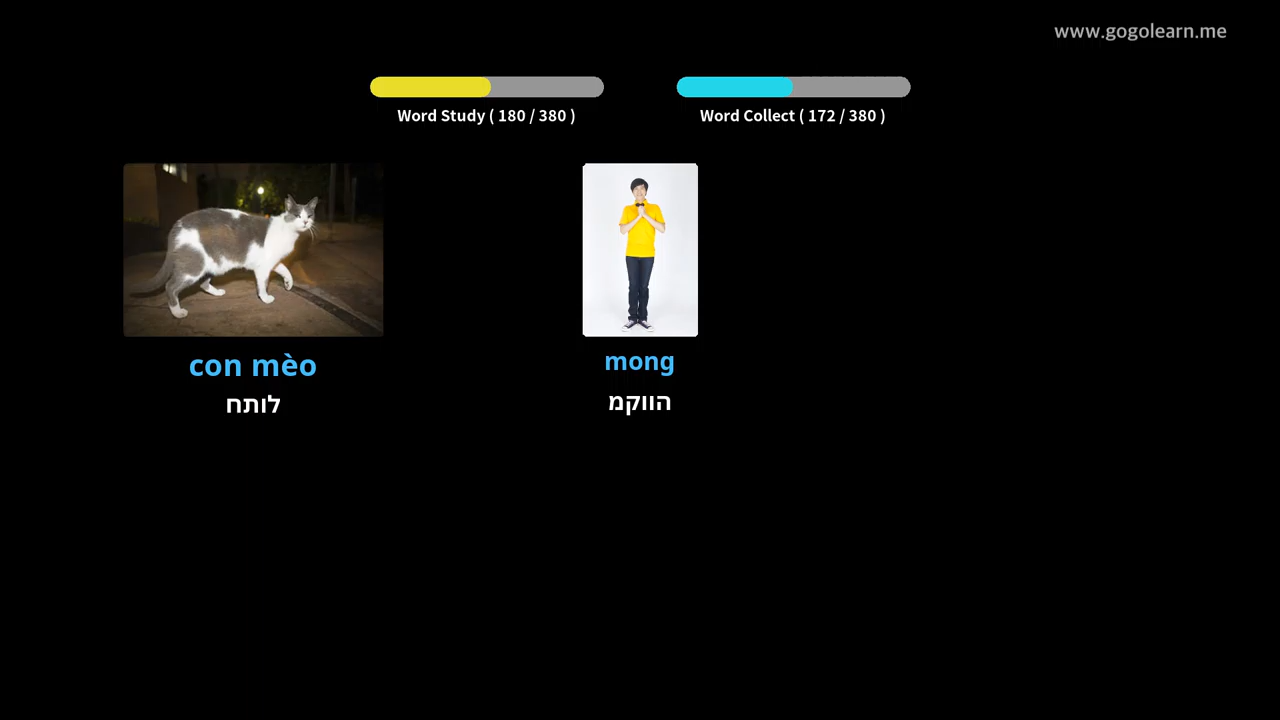 www.gogolearn.me
Word Study ( 180 / 380 )
Word Collect ( 172 / 380 )
con mèo
לותח
mong
הווקמ